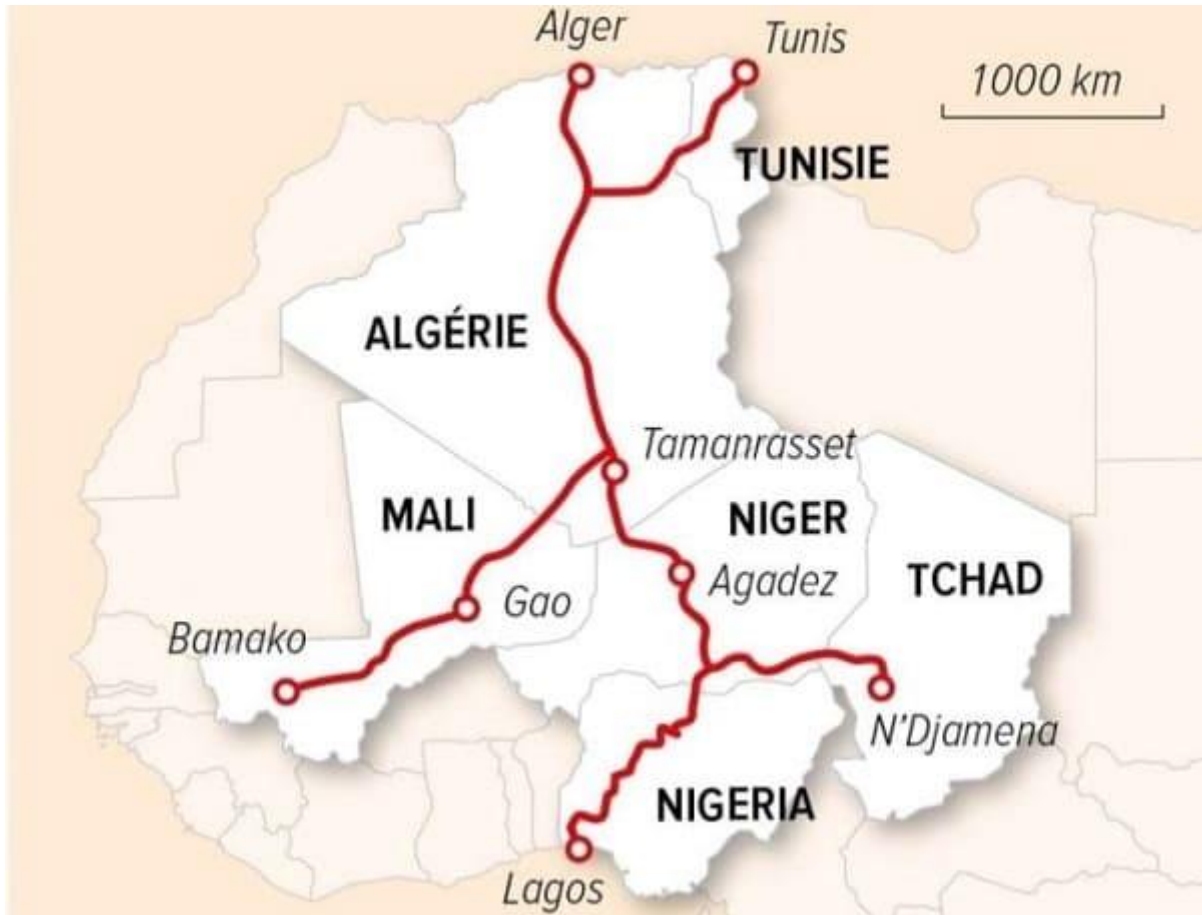 Alger
Tunis
1000 km
TUNISIE
ALGÉRIE
Tamanrasset
MALI
NIGER
Gao
Agadez
TCHAD
Bamako
N'Djamena
NIGERIA
Lagos